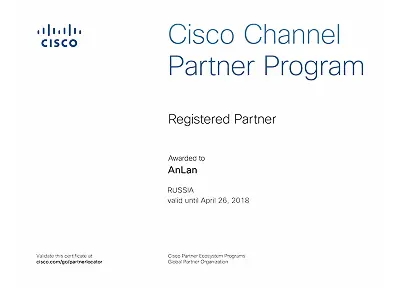 CISCO
Cisco Channel
Partner Program
Registered Partner
Awarded to
AnLan
RUSSIA
valid until April 26, 2018
Validate this certificate at
cisco.com/go/partnerlocator
Cisco Partner Ecosystem Programs
Global Partner Organization